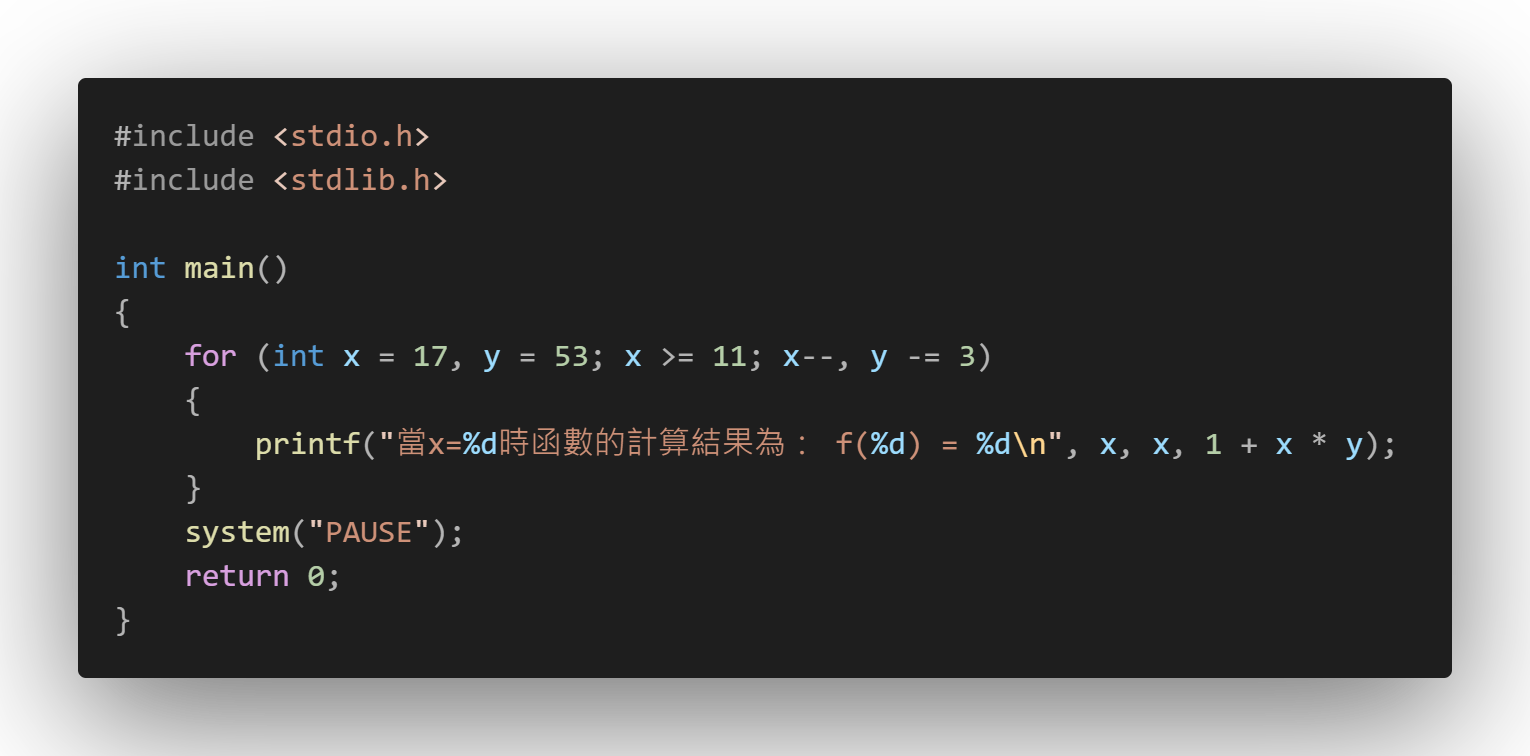 #include <stdio.h>
#include <stdlib.h>

int main()
{
    for (int x = 17, y = 53; x >= 11; x--, y -= 3)
    {
        printf("當x=%d時函數的計算結果為： f(%d) = %d\n", x, x, 1 + x * y);
    }
    system("PAUSE");
    return 0;
}